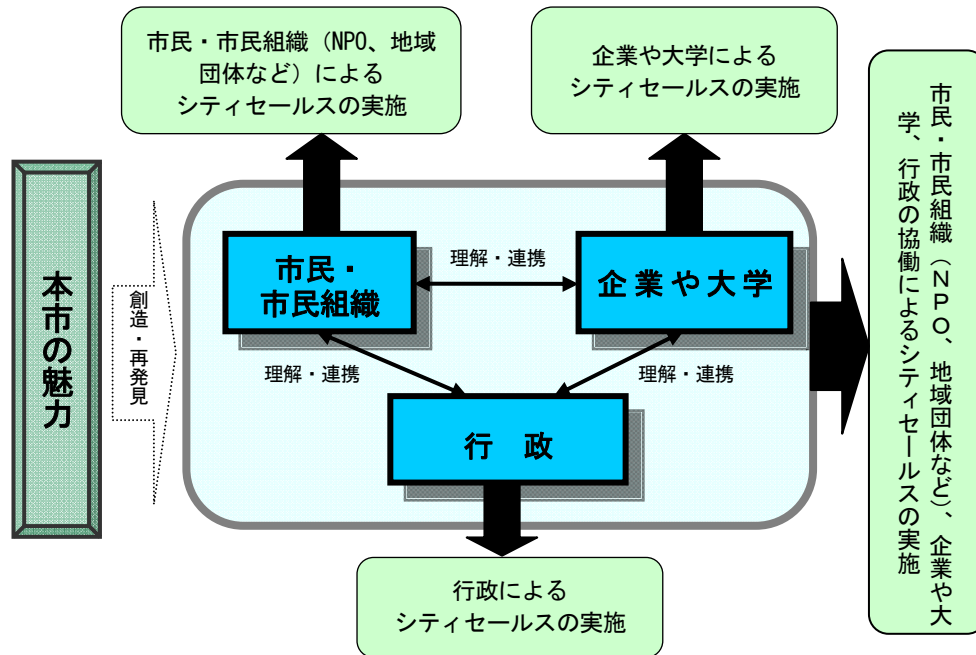 市民・市民組織（NPO、地域
団体など）による
シティセールスの実施
企業や大学による
シティセールスの実施
市民・市民組織（ＮＰＯ、地域団体など）、企業や大
学、行政の協働によるシティセールスの実施
本市の魅力
創造・再発見
市民・
市民組織
理解・連携
企業や大学
理解・連携
理解・連携
行　政
行政による
シティセールスの実施